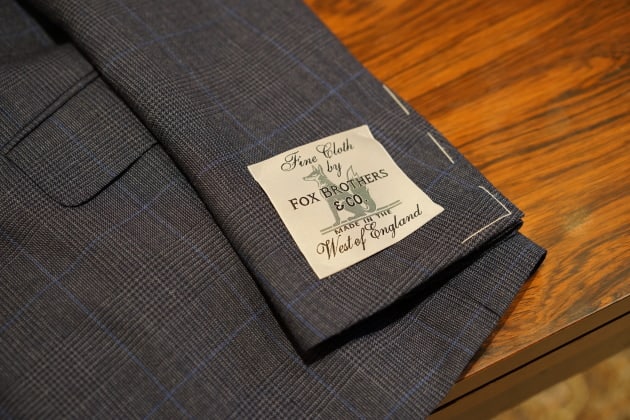 Fine Cloth
by
FOX BROTHERS
& CO.
MADE IN THE
West of England